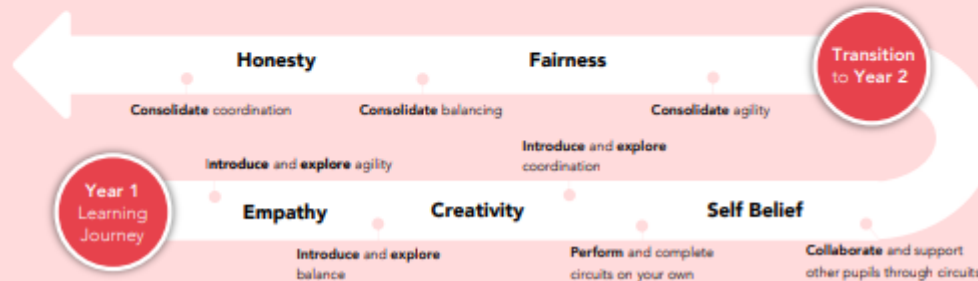 Honesty
Fairness
Transition
to Year 2
Consolidate coordination
Consolidate balancing
Consolidate agility
Introduce and explore agility
Introduce and explore
coordination
Year 1
Learning
Journey
Empathy
Creativity
Self Belief
Introduce and explore
balance
Perform and complete
circuits on your own
Collaborate and support
other pupils through circuits